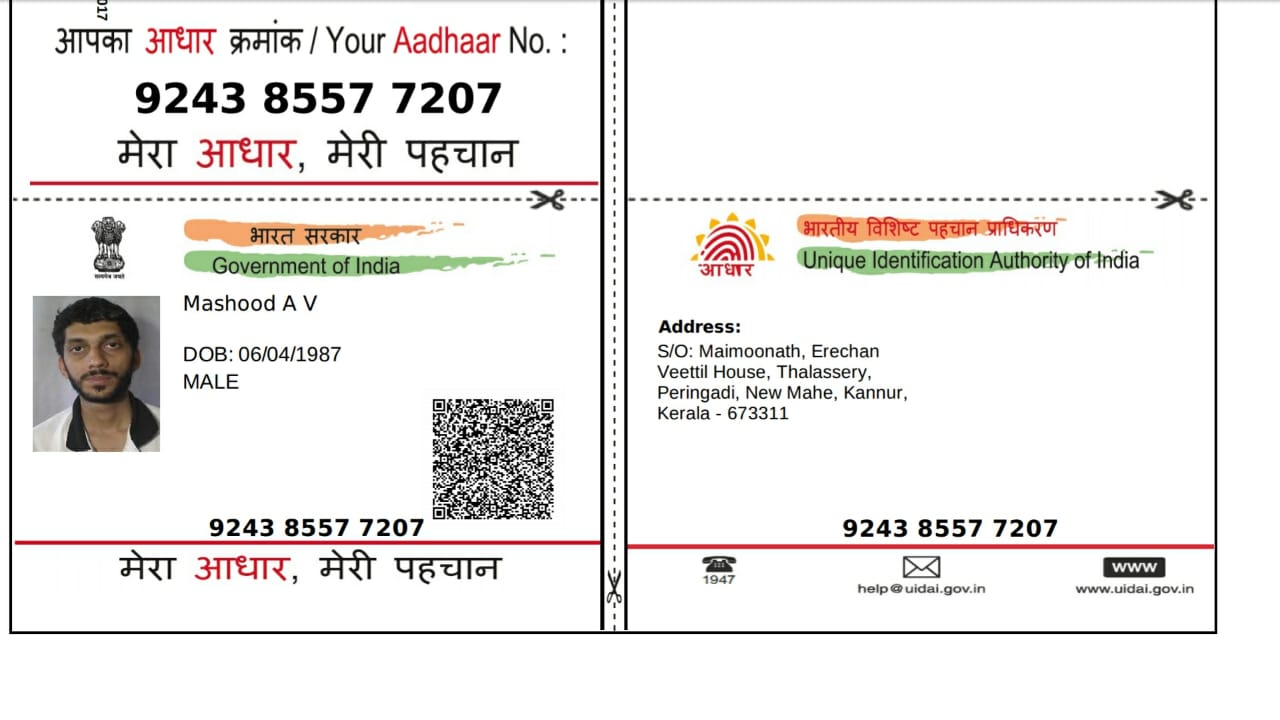 017
आपका आधार क्रमांक / Your Aadhaar No. :
9243 8557 7207
मेरा आधार, मेरी पहचान
सत्यमेव जयते
भारत सरकार
Government of India
Mashood A V
DOB: 06/04/1987
MALE
9243 8557 7207
मेरा आधार, मेरी पहचान
आधार
भारतीय विशिष्ट पहचान प्राधिकरण
Unique Identification Authority of India
Address:
S/O: Maimoonath, Erechan
Veettil House, Thalassery,
Peringadi, New Mahe, Kannur,
Kerala - 673311
9243 8557 7207
1947
help@uidai.gov.in
www
www.uidai.gov.in